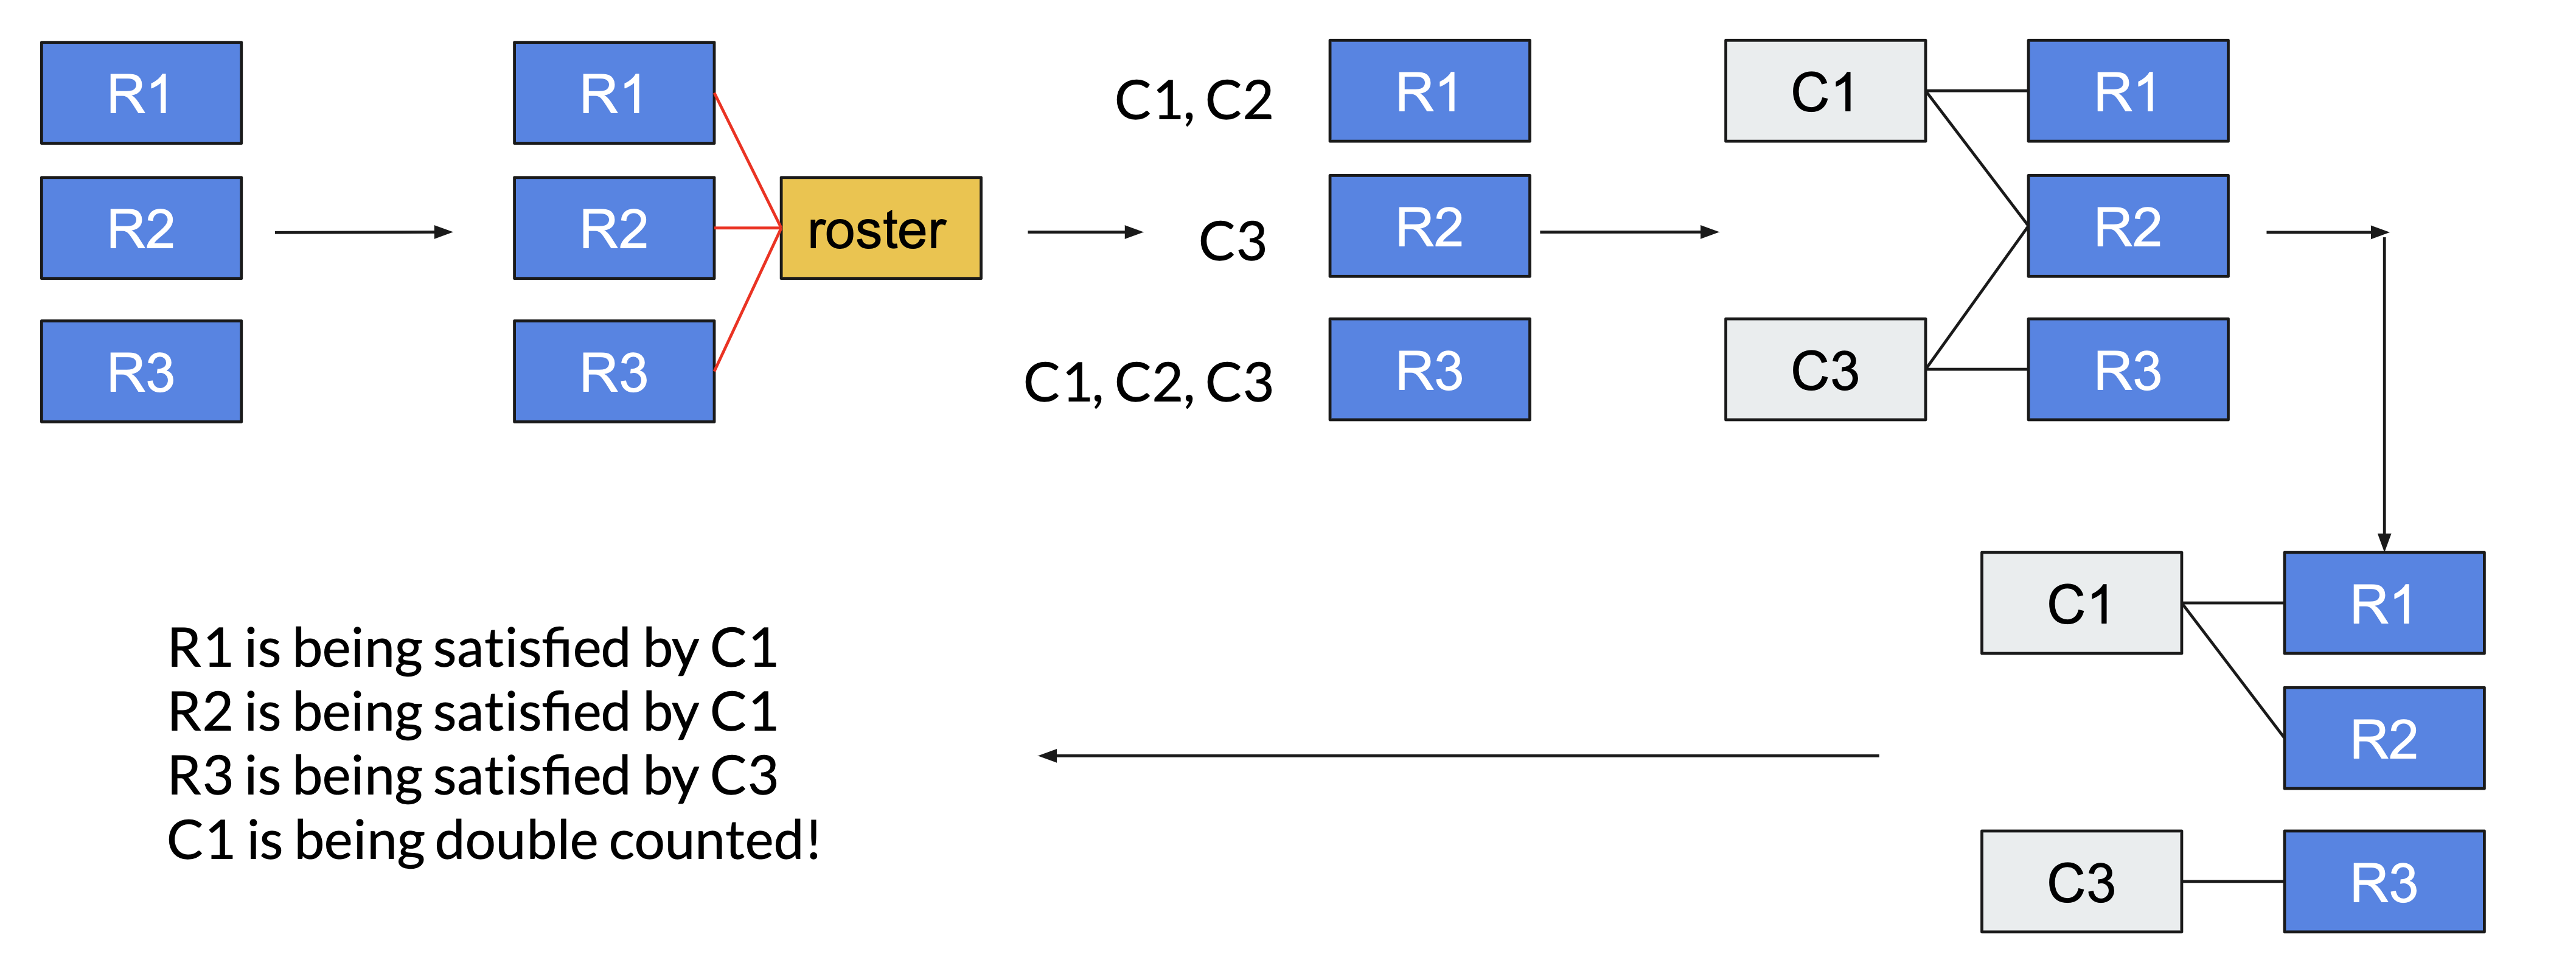 R1
R2
R3
R1
R2
R3
roster
C1, C2
C3
C1, C2, C3
R1
R2
R3
C1
C3
R1
R2
R3
C1
C3
R1
R2
R3
R1 is being satisfied by C1
R2 is being satisfied by C1
R3 is being satisfied by C3
C1 is being double counted!